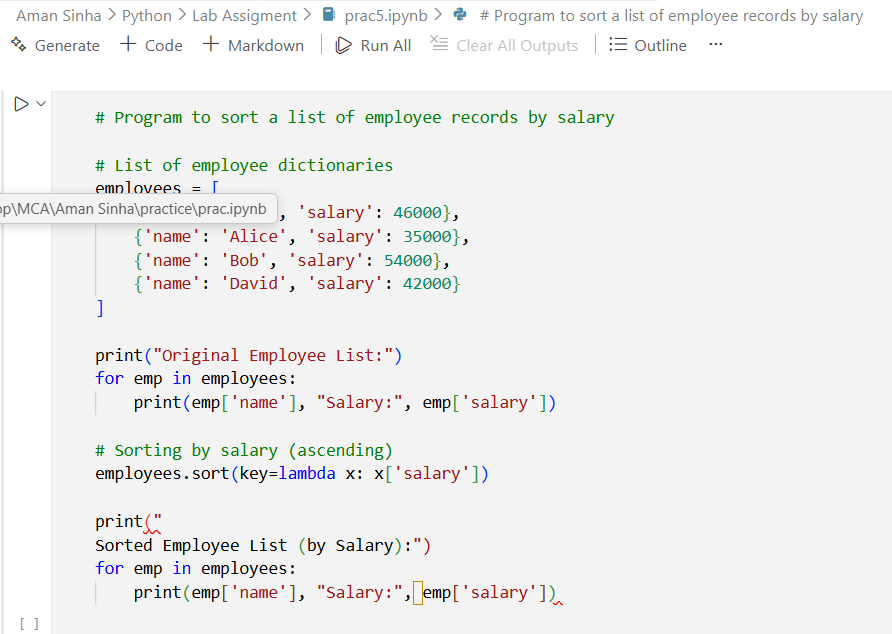 Aman Sinha > Python > Lab Assigment > prac5.ipynb > # Program to sort a list of employee records by salary
Generate + Code + Markdown | Run All Clear All Outputs | Outline ...
# Program to sort a list of employee records by salary
# List of employee dictionaries
employees = [
\MCA\Aman Sinha\practice\prac.ipynb
, 'salary': 46000},
{'name': 'Alice', 'salary': 35000},
{'name': 'Bob', 'salary': 54000},
{'name': 'David', 'salary': 42000}
]
print("Original Employee List:")
for emp in employees:
print(emp['name'], "Salary:", emp['salary'])
# Sorting by salary (ascending)
employees.sort(key=lambda x: x['salary'])
print("
Sorted Employee List (by Salary):")
for emp in employees:
print(emp['name'], "Salary:", emp['salary'])
[ ]